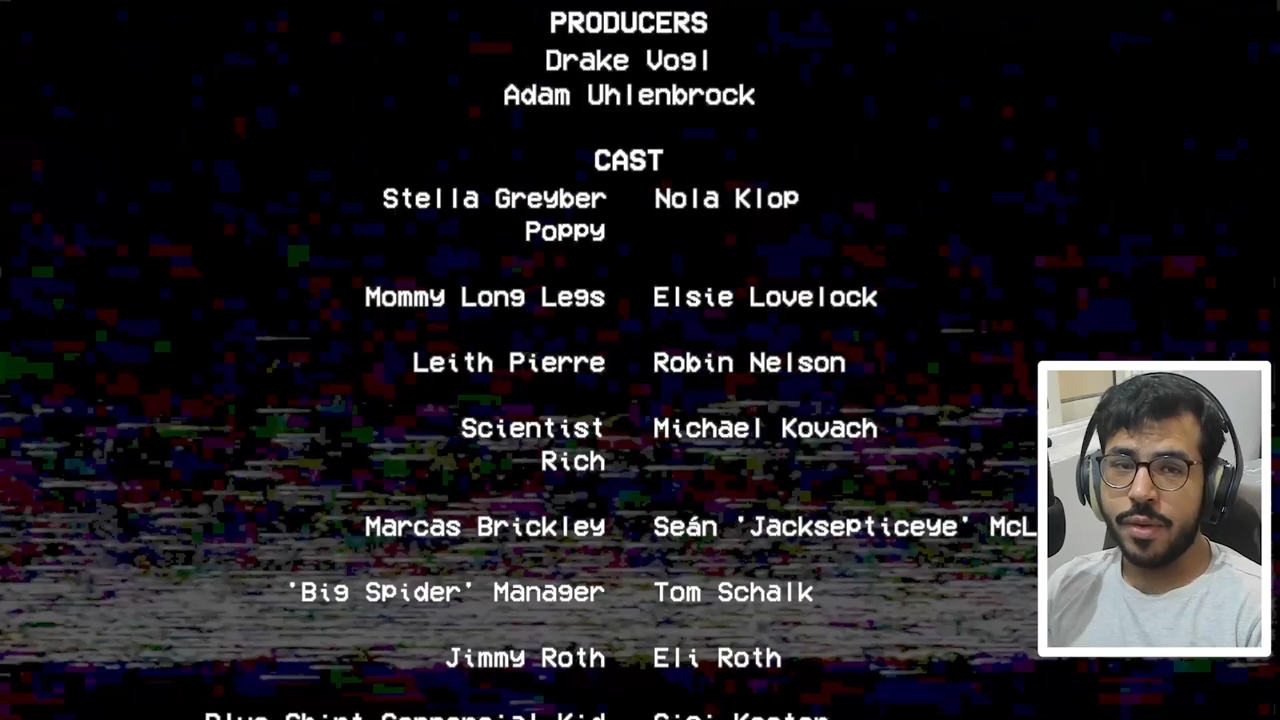 PRODUCERS
Drake Vogl
Adam Uhlenbrock
CAST
Stella Greyber Nola Klop
Poppy
Mommy Long Legs Elsie Lovelock
Leith Pierre Robin Nelson
Scientist Michael Kovach
Rich
Marcas Brickley Seán 'Jacksepticeye' McL
'Big Spider' Manager Tom Schalk
Jimmy Roth Eli Roth